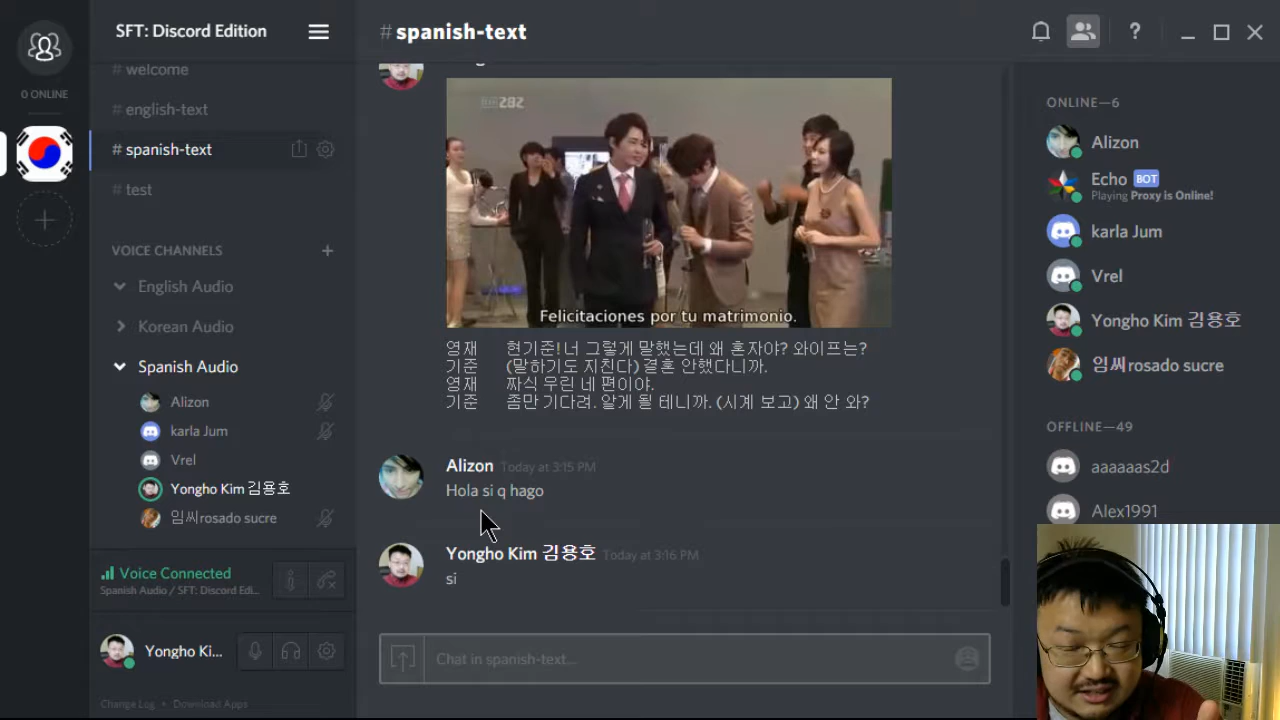 SFT: Discord Edition
# spanish-text
0 ONLINE
# welcome
# english-text
# spanish-text
# test
VOICE CHANNELS
English Audio
Korean Audio
Spanish Audio
Alizon
karla Jum
Vrel
Yongho Kim 김용호
임씨rosado sucre
Voice Connected
Spanish Audio / SFT: Discord Edi...
Yongho Ki...
Change Log • Download Apps
Felicitaciones por tu matrimonio.
영재 현기준! 너 그렇게 말했는데 왜 혼자야? 와이프는?
기준 (말하기도 지친다) 결혼 안했다니까.
영재 짜식 우린 네 편이야.
기준 좀만 기다려. 알게 될 테니까. (시계 보고) 왜 안 와?
Alizon Today at 3:15 PM
Hola si q hago
Yongho Kim 김용호 Today at 3:16 PM
si
Chat in spanish-text...
ONLINE—6
Alizon
Echo BOT
Playing Proxy is Online!
karla Jum
Vrel
Yongho Kim 김용호
임씨rosado sucre
OFFLINE—49
aaaaaas2d
Alex1991